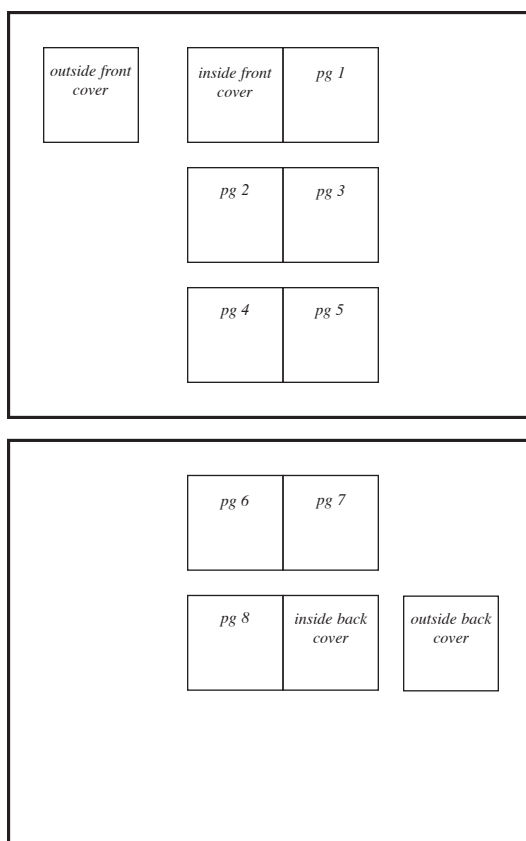 outside front
cover
inside front
cover
pg 1
pg 2
pg 3
pg 4
pg 5
pg 6
pg 7
pg 8
inside back
cover
outside back
cover